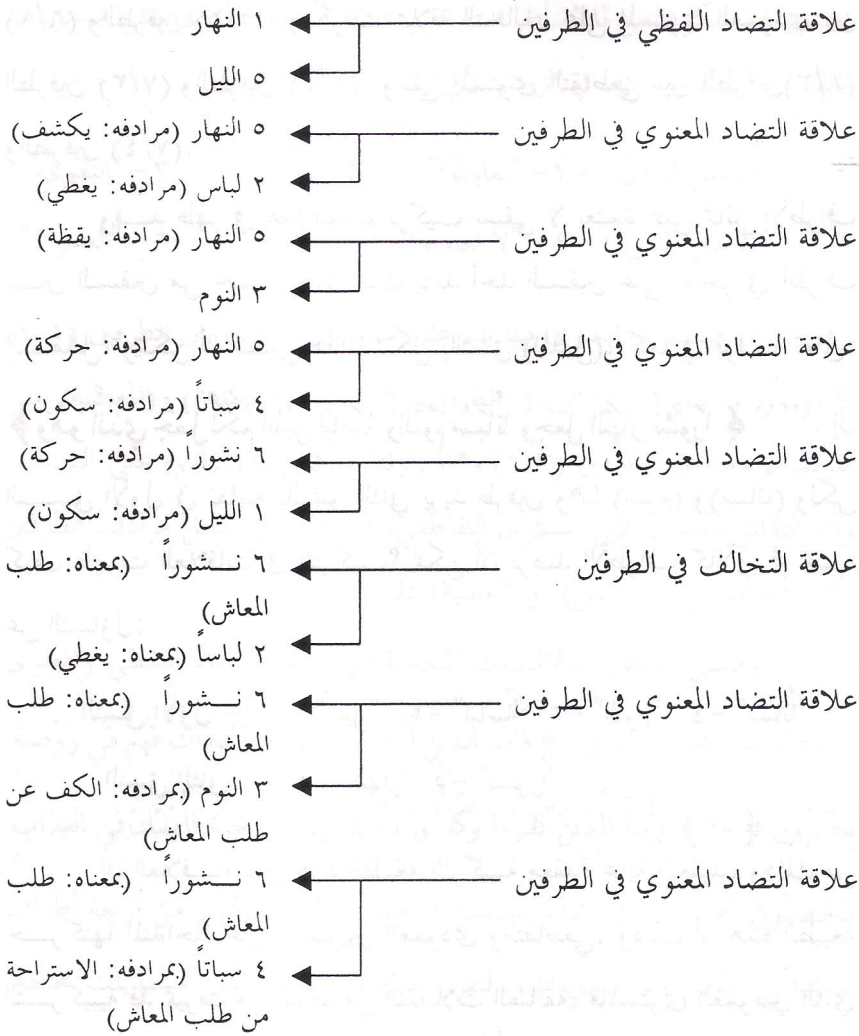 علاقة التضاد اللفظي في الطرفين ١ النهار
٥ الليل
علاقة التضاد المعنوي في الطرفين ٥ النهار (مرادفه: يكشف)
٢ لباس (مرادفه: يغطي)
علاقة التضاد المعنوي في الطرفين ٥ النهار (مرادفه: يقظة)
٣ النوم
علاقة التضاد المعنوي في الطرفين ٥ النهار (مرادفه: حركة)
٤ سباتاً (مرادفه: سكون)
علاقة التضاد المعنوي في الطرفين ٦ نشوراً (مرادفه: حركة)
١ الليل (مرادفه: سكون)
علاقة التخالف في الطرفين ٦ نـــشوراً (بمعناه: طلب
المعاش)
٢ لباساً (بمعناه: يغطي)
علاقة التضاد المعنوي في الطرفين ٦ نـــشوراً (بمعناه: طلب
المعاش)
٣ النوم (بمرادفه: الكف عن
طلب المعاش)
علاقة التضاد المعنوي في الطرفين ٦ نـــشوراً (بمعناه: طلب
المعاش)
٤ سباتاً (بمرادفه: الاستراحة
من طلب المعاش)